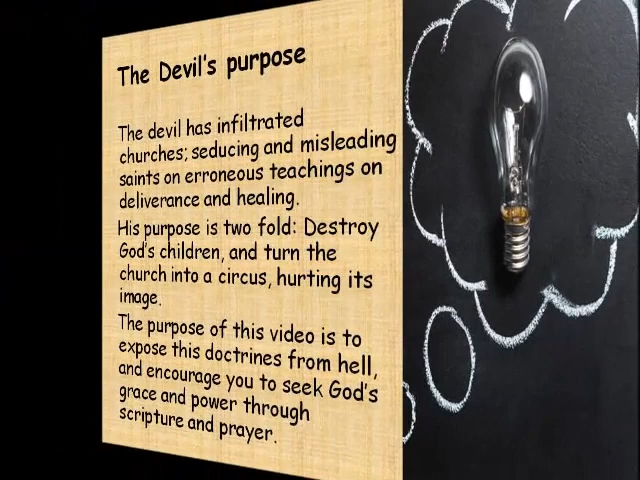 The Devil's purpose
The devil has infiltrated
churches; seducing and misleading
saints on erroneous teachings on
deliverance and healing.
His purpose is two fold: Destroy
God's children, and turn the
church into a circus, hurting its
image.
The purpose of this video is to
expose this doctrines from hell,
and encourage you to seek God's
grace and power through
scripture and prayer.